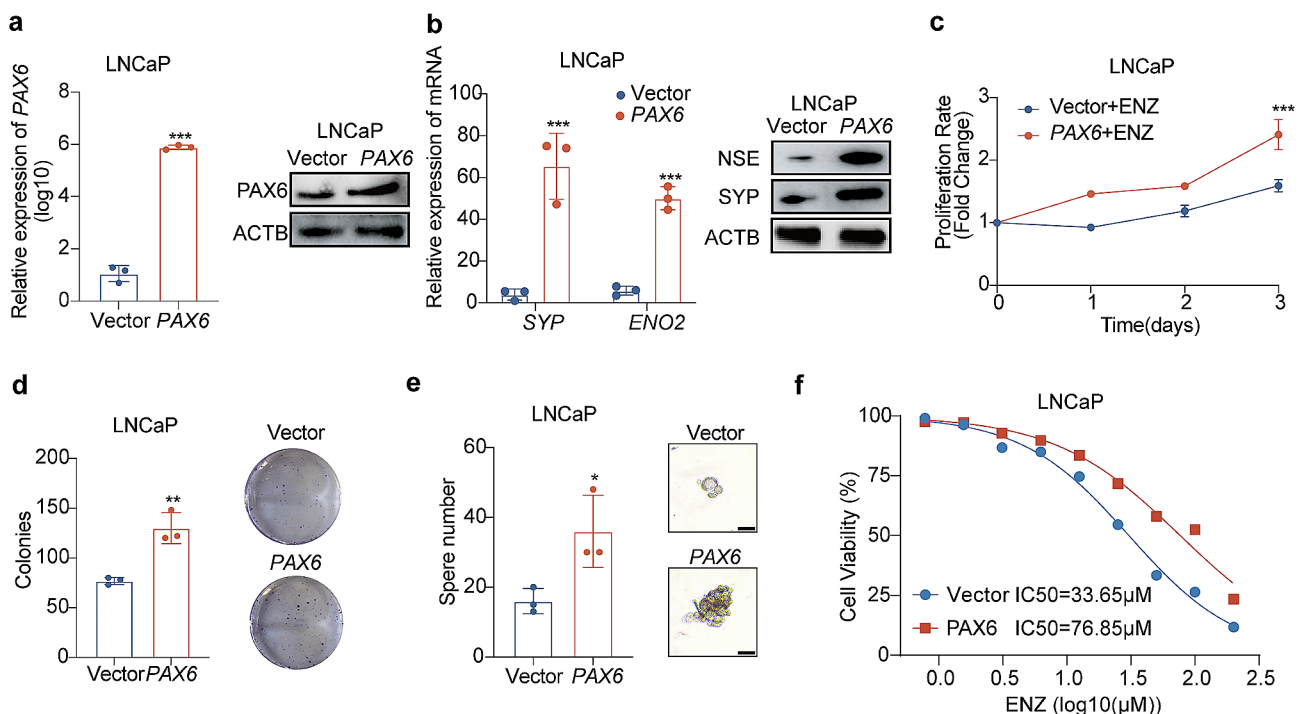 a
LNCaP
Relative expression of PAX6
(log10)
8
6
4
2
0
***
Vector PAX6
LNCaP
Vector PAX6
PAX6
ACTB
b
LNCaP
Relative expression of mRNA
100
80
60
40
20
0
Vector
PAX6
***
***
SYP
ENO2
LNCaP
Vector PAX6
NSE
SYP
ACTB
c
LNCaP
Proliferation Rate
(Fold Change)
3
2
1
0
Vector+ENZ
PAX6+ENZ
***
0 1 2 3
Time(days)
d
LNCaP
Colonies
200
150
100
50
0
**
VectorPAX6
Vector
PAX6
e
LNCaP
Spere number
60
40
20
0
*
Vector PAX6
Vector
PAX6
f
LNCaP
Cell Viability (%)
100
75
50
25
0
Vector IC50=33.65μM
PAX6 IC50=76.85μM
0.0 0.5 1.0 1.5 2.0 2.5
ENZ (log10(μM))